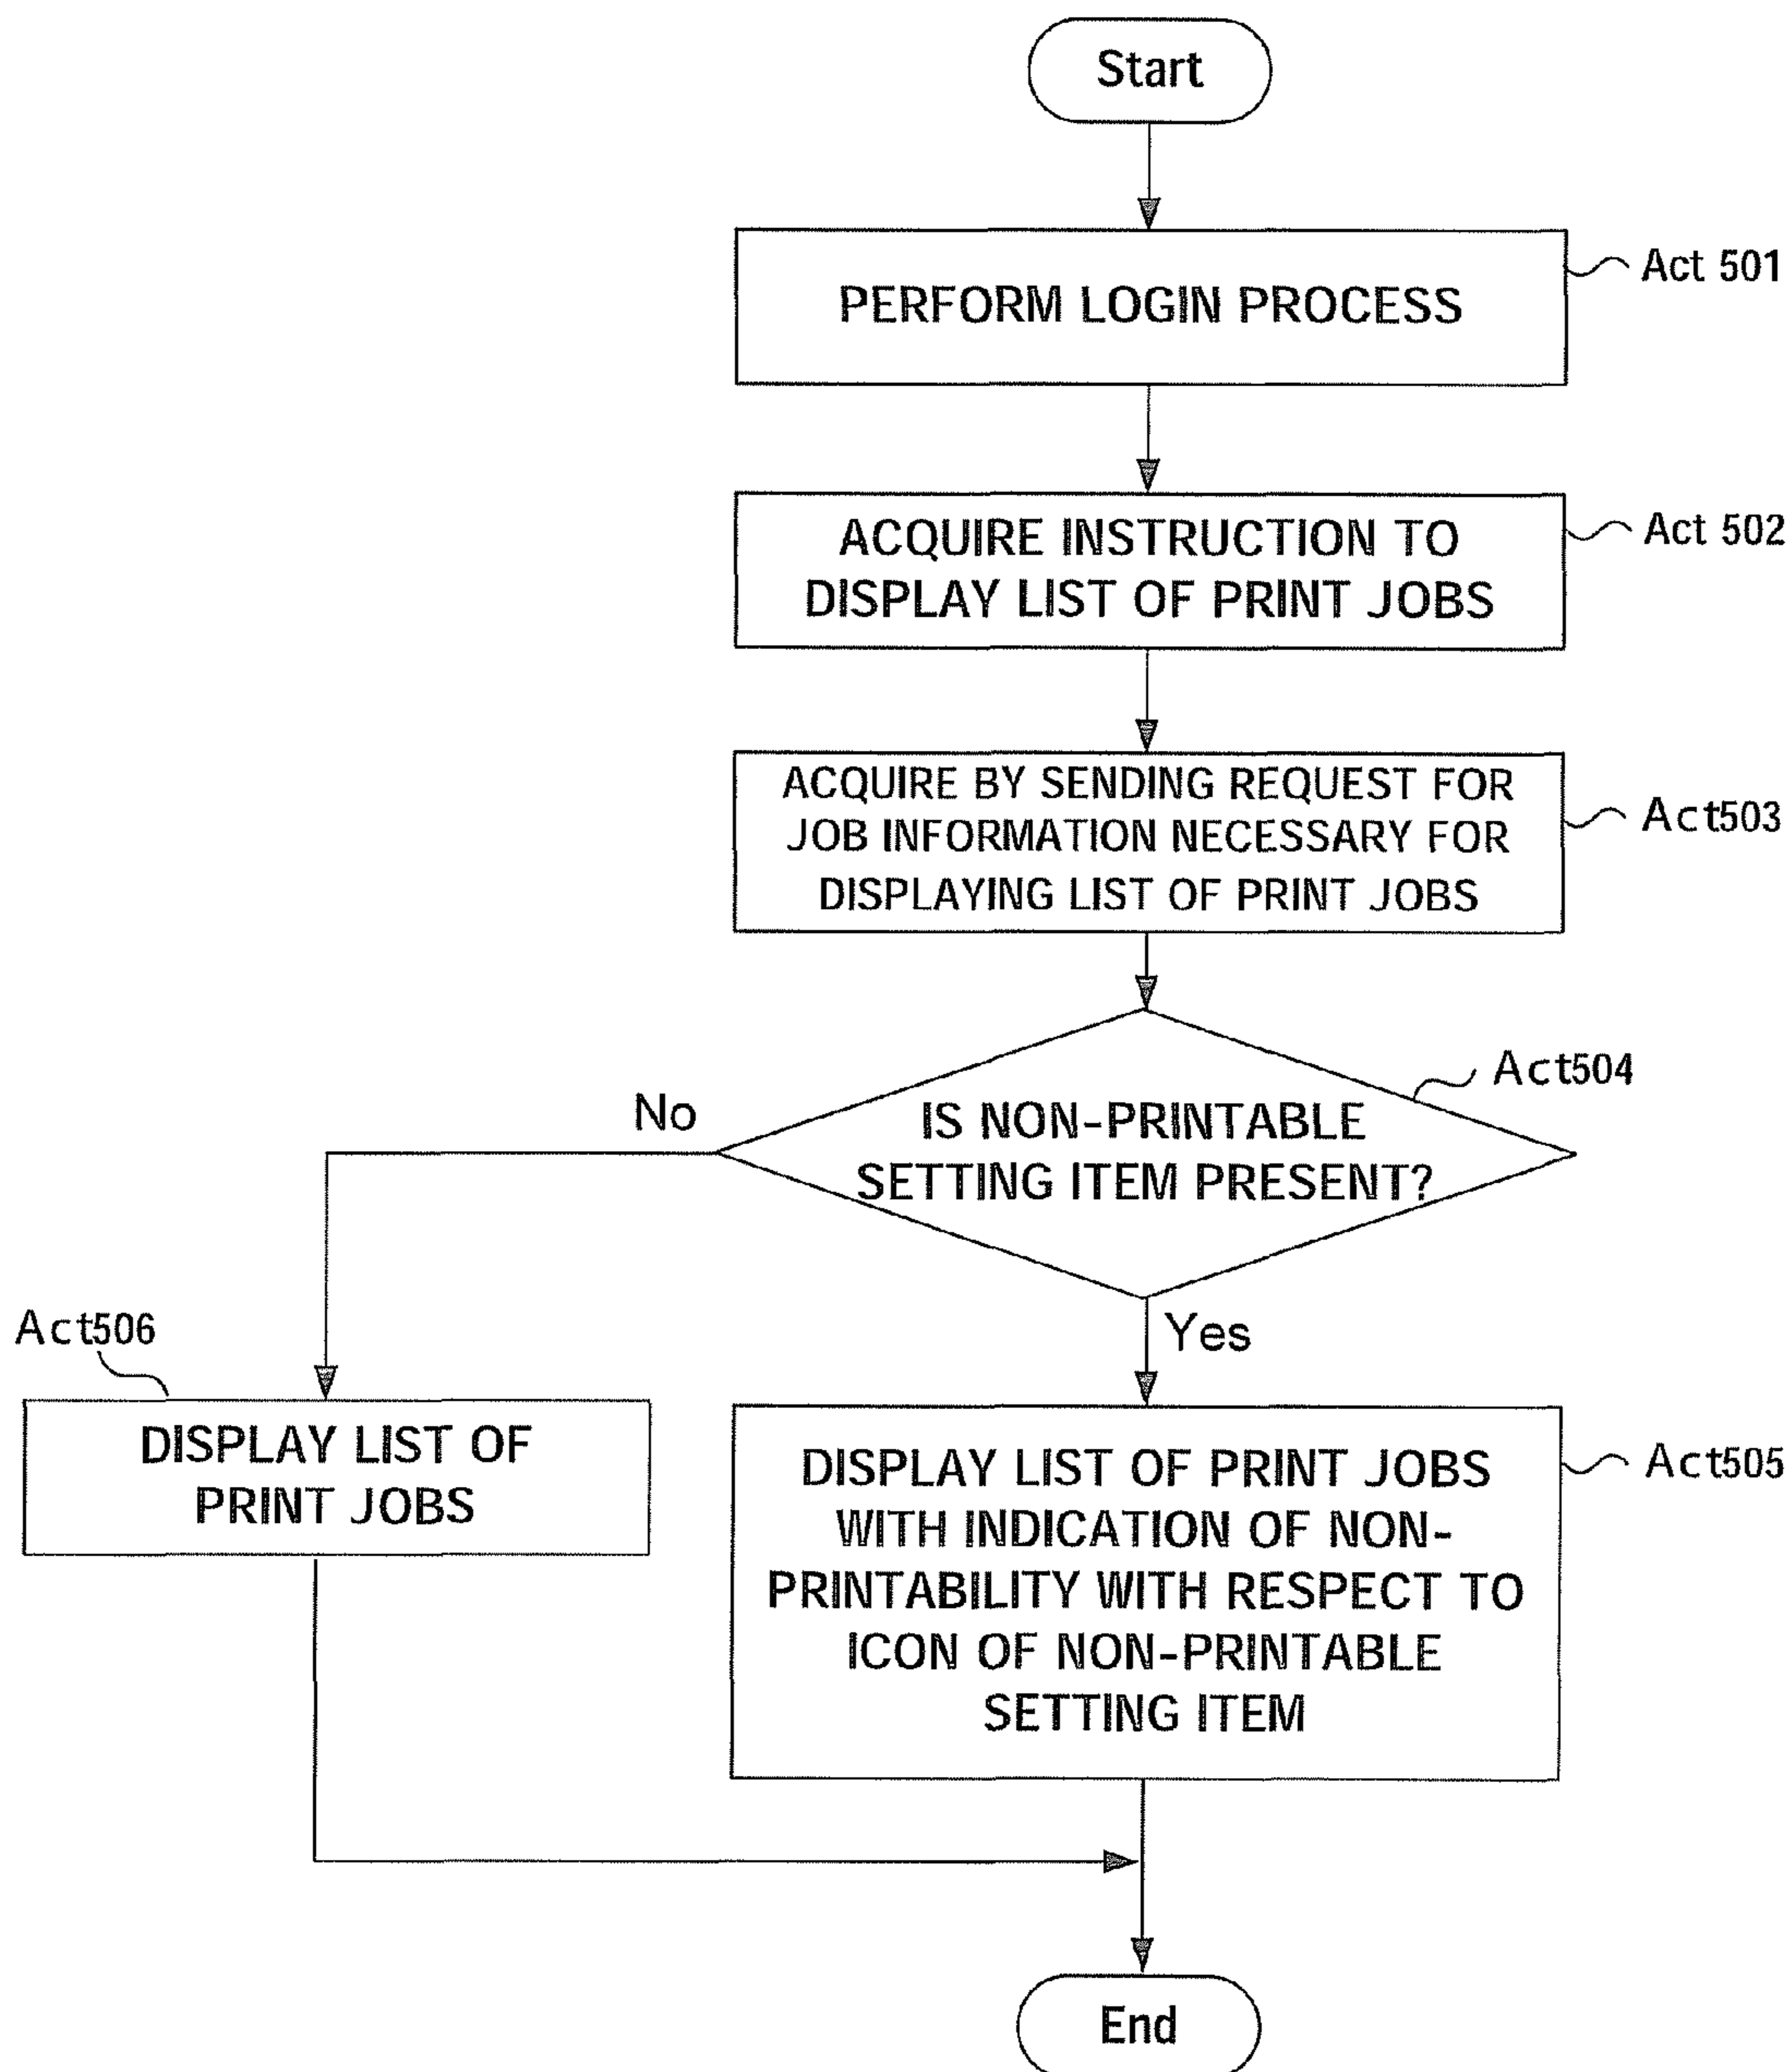 Start
Act 501
PERFORM LOGIN PROCESS
Act 502
ACQUIRE INSTRUCTION TO
DISPLAY LIST OF PRINT JOBS
ACQUIRE BY SENDING REQUEST FOR
JOB INFORMATION NECESSARY FOR
DISPLAYING LIST OF PRINT JOBS
Act503
Act504
IS NON-PRINTABLE
SETTING ITEM PRESENT?
No
Yes
Act506
DISPLAY LIST OF
PRINT JOBS
Act505
DISPLAY LIST OF PRINT JOBS
WITH INDICATION OF NON-
PRINTABILITY WITH RESPECT TO
ICON OF NON-PRINTABLE
SETTING ITEM
End